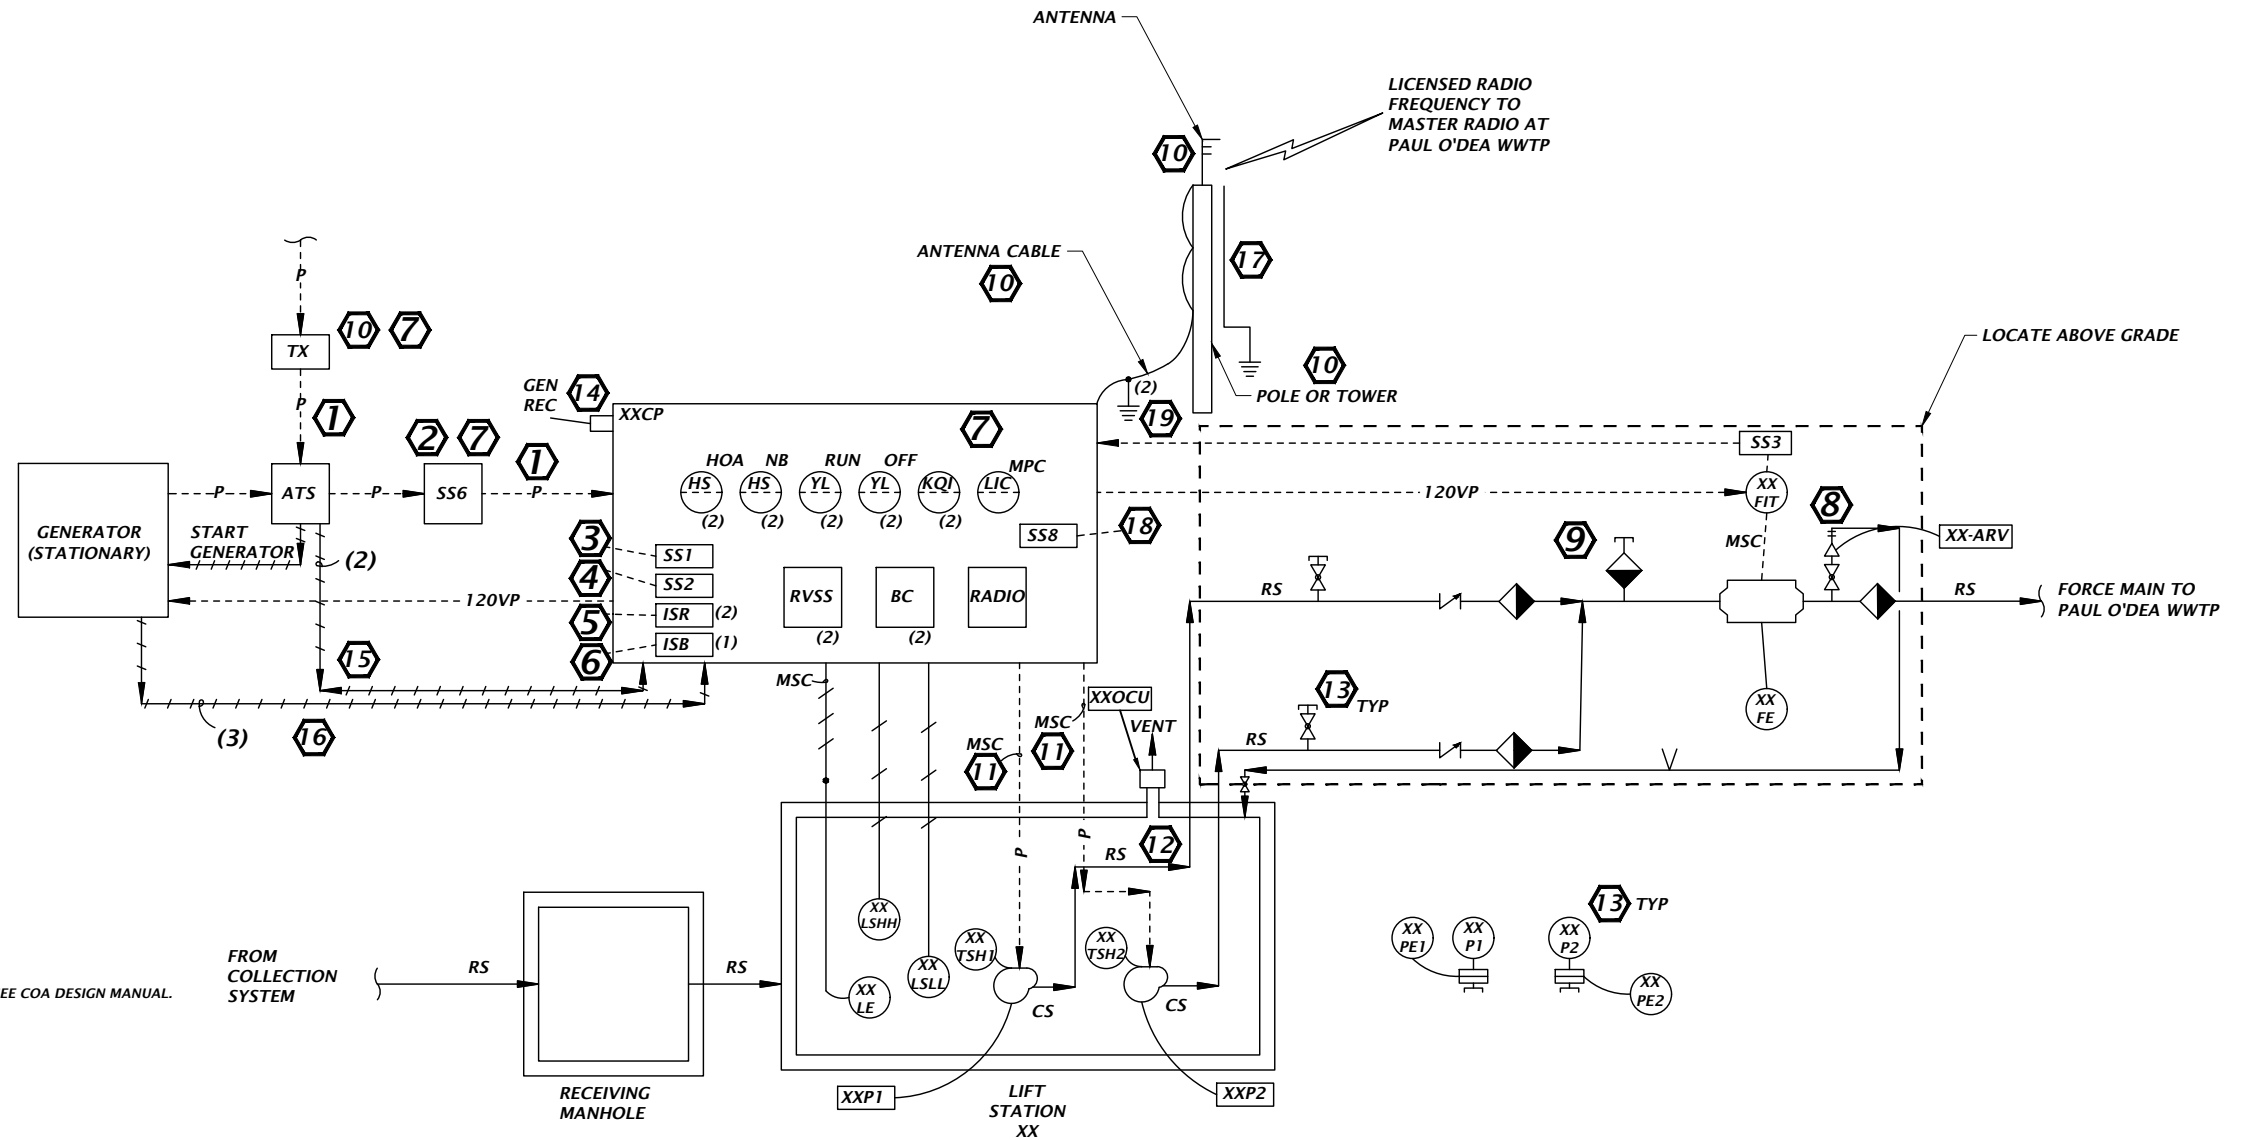 ANTENNA
LICENSED RADIO
FREQUENCY TO
MASTER RADIO AT
PAUL O'DEA WWTP
10
ANTENNA CABLE
10
17
P
TX
10
7
LOCATE ABOVE GRADE
10
POLE OR TOWER
(2)
19
P
1
GEN
REC
14
XXCP
7
2
7
1
SS3
GENERATOR
(STATIONARY)
P
ATS
P
SS6
P
HOA
NB
RUN
OFF
MPC
HS
HS
YL
YL
KQI
LIC
(2)
(2)
(2)
(2)
(2)
120VP
XX
FIT
8
XX-ARV
START
GENERATOR
(2)
3
SS1
4
SS2
5
ISR
(2)
6
ISB
(1)
SS8
18
RVSS
(2)
BC
(2)
RADIO
9
MSC
120VP
RS
RS
FORCE MAIN TO
PAUL O'DEA WWTP
15
(3)
16
MSC
MSC
11
MSC
11
XXOCU
VENT
13
TYP
RS
XX
FE
P
P
RS
12
XX
LSHH
XX
LSLL
XX
LE
XX
TSH1
XX
TSH2
CS
CS
XX
PE1
XX
P1
XX
P2
13
TYP
XX
PE2
EE COA DESIGN MANUAL.
FROM
COLLECTION
SYSTEM
RS
RS
RECEIVING
MANHOLE
XXP1
LIFT
STATION
XX
XXP2